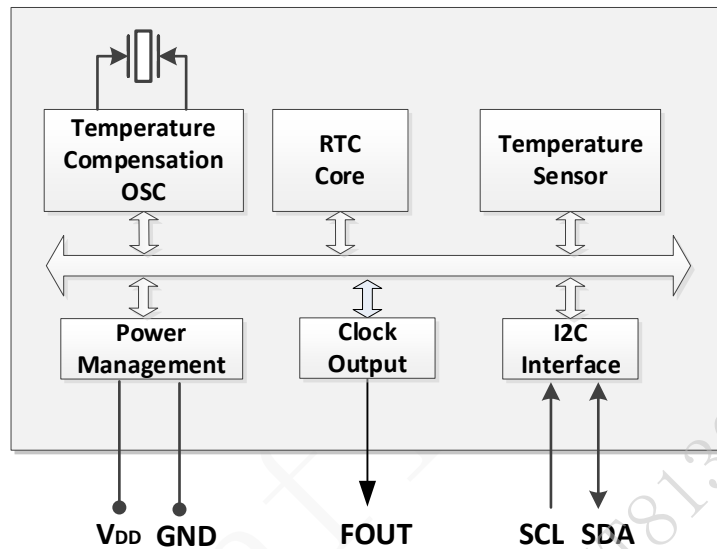 Temperature
Compensation
OSC
RTC
Core
Temperature
Sensor
Power
Management
Clock
Output
I2C
Interface
VDD GND FOUT SCL SDA